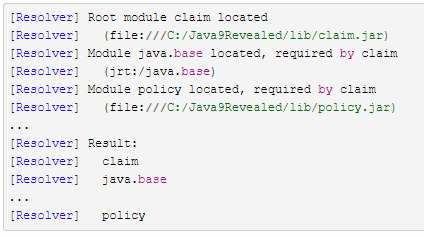 [Resolver] Root module claim located
[Resolver]   (file:///C:/Java9Revealed/lib/claim.jar)
[Resolver] Module java.base located, required by claim
[Resolver]   (jrt:/java.base)
[Resolver] Module policy located, required by claim
[Resolver]   (file:///C:/Java9Revealed/lib/policy.jar)
...
[Resolver] Result:
[Resolver]   claim
[Resolver]   java.base
...
[Resolver]   policy